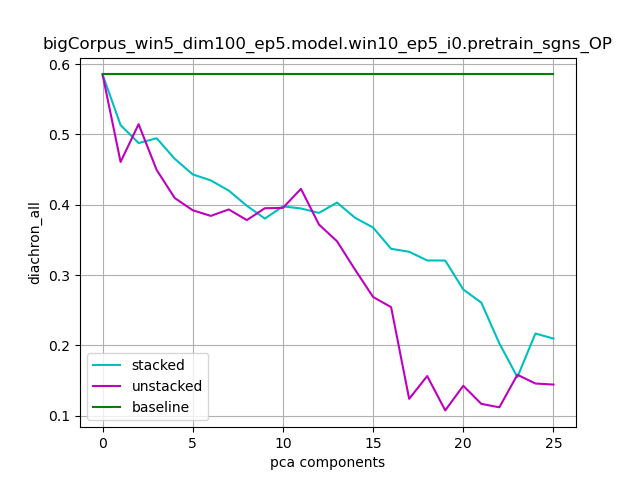 bigCorpus_win5_dim100_ep5.model.win10_ep5_i0.pretrain_sgns_OP
0.6
0.5
0.4
0.3
0.2
0.1
diachron_all
stacked
unstacked
baseline
0 5 10 15 20 25
pca components